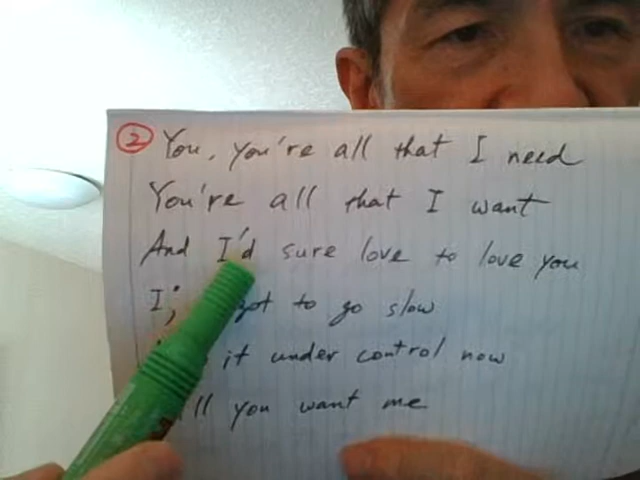 2 You, you're all that I need
You're all that I want
And I'd sure love to love you
got to go slow
it under control now
you want me